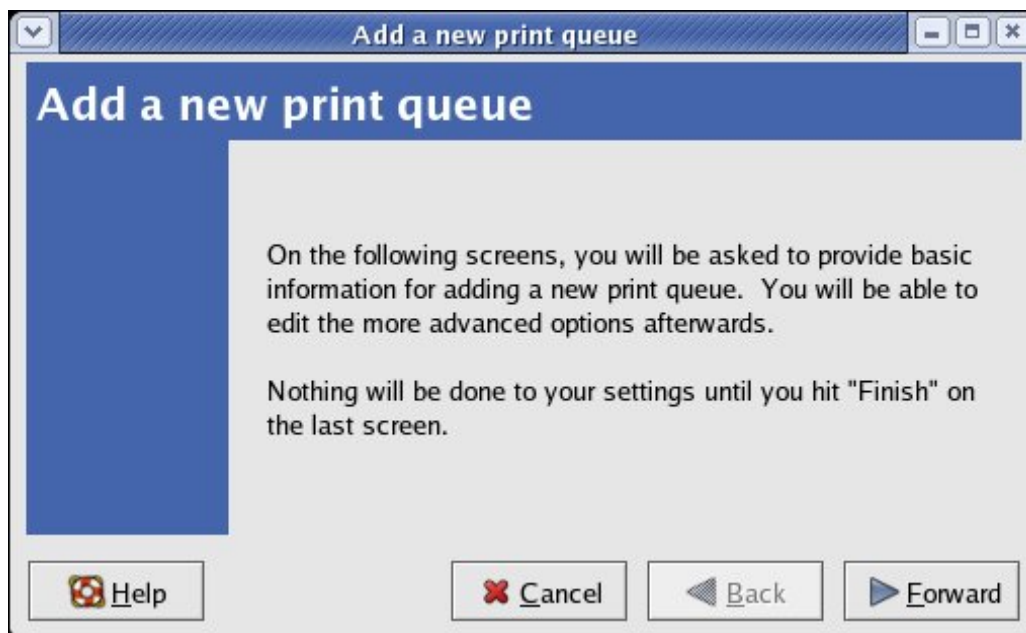 Add a new print queue
Add a new print queue
On the following screens, you will be asked to provide basic
information for adding a new print queue.  You will be able to
edit the more advanced options afterwards.
Nothing will be done to your settings until you hit "Finish" on
the last screen.
Help
Cancel
Back
Forward